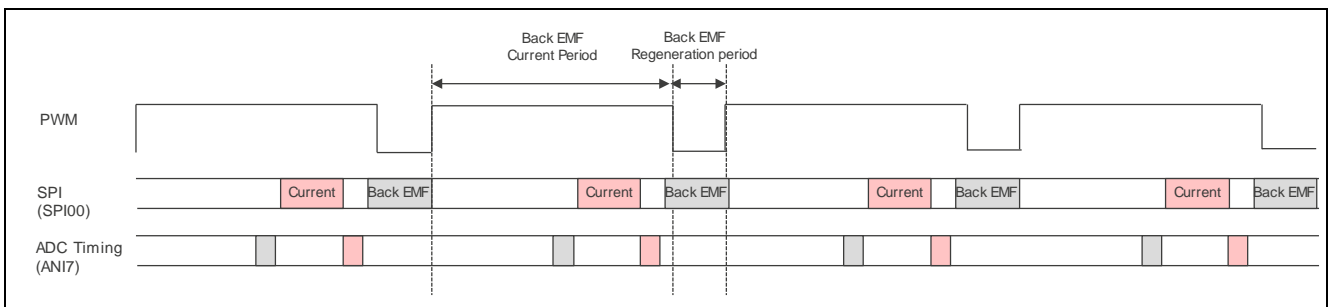 Back EMF
Current Period
Back EMF
Regeneration period
PWM
SPI
(SPI00)
Current
Back EMF
Current
Back EMF
Current
Back EMF
Current
Back EMF
ADC Timing
(ANI7)